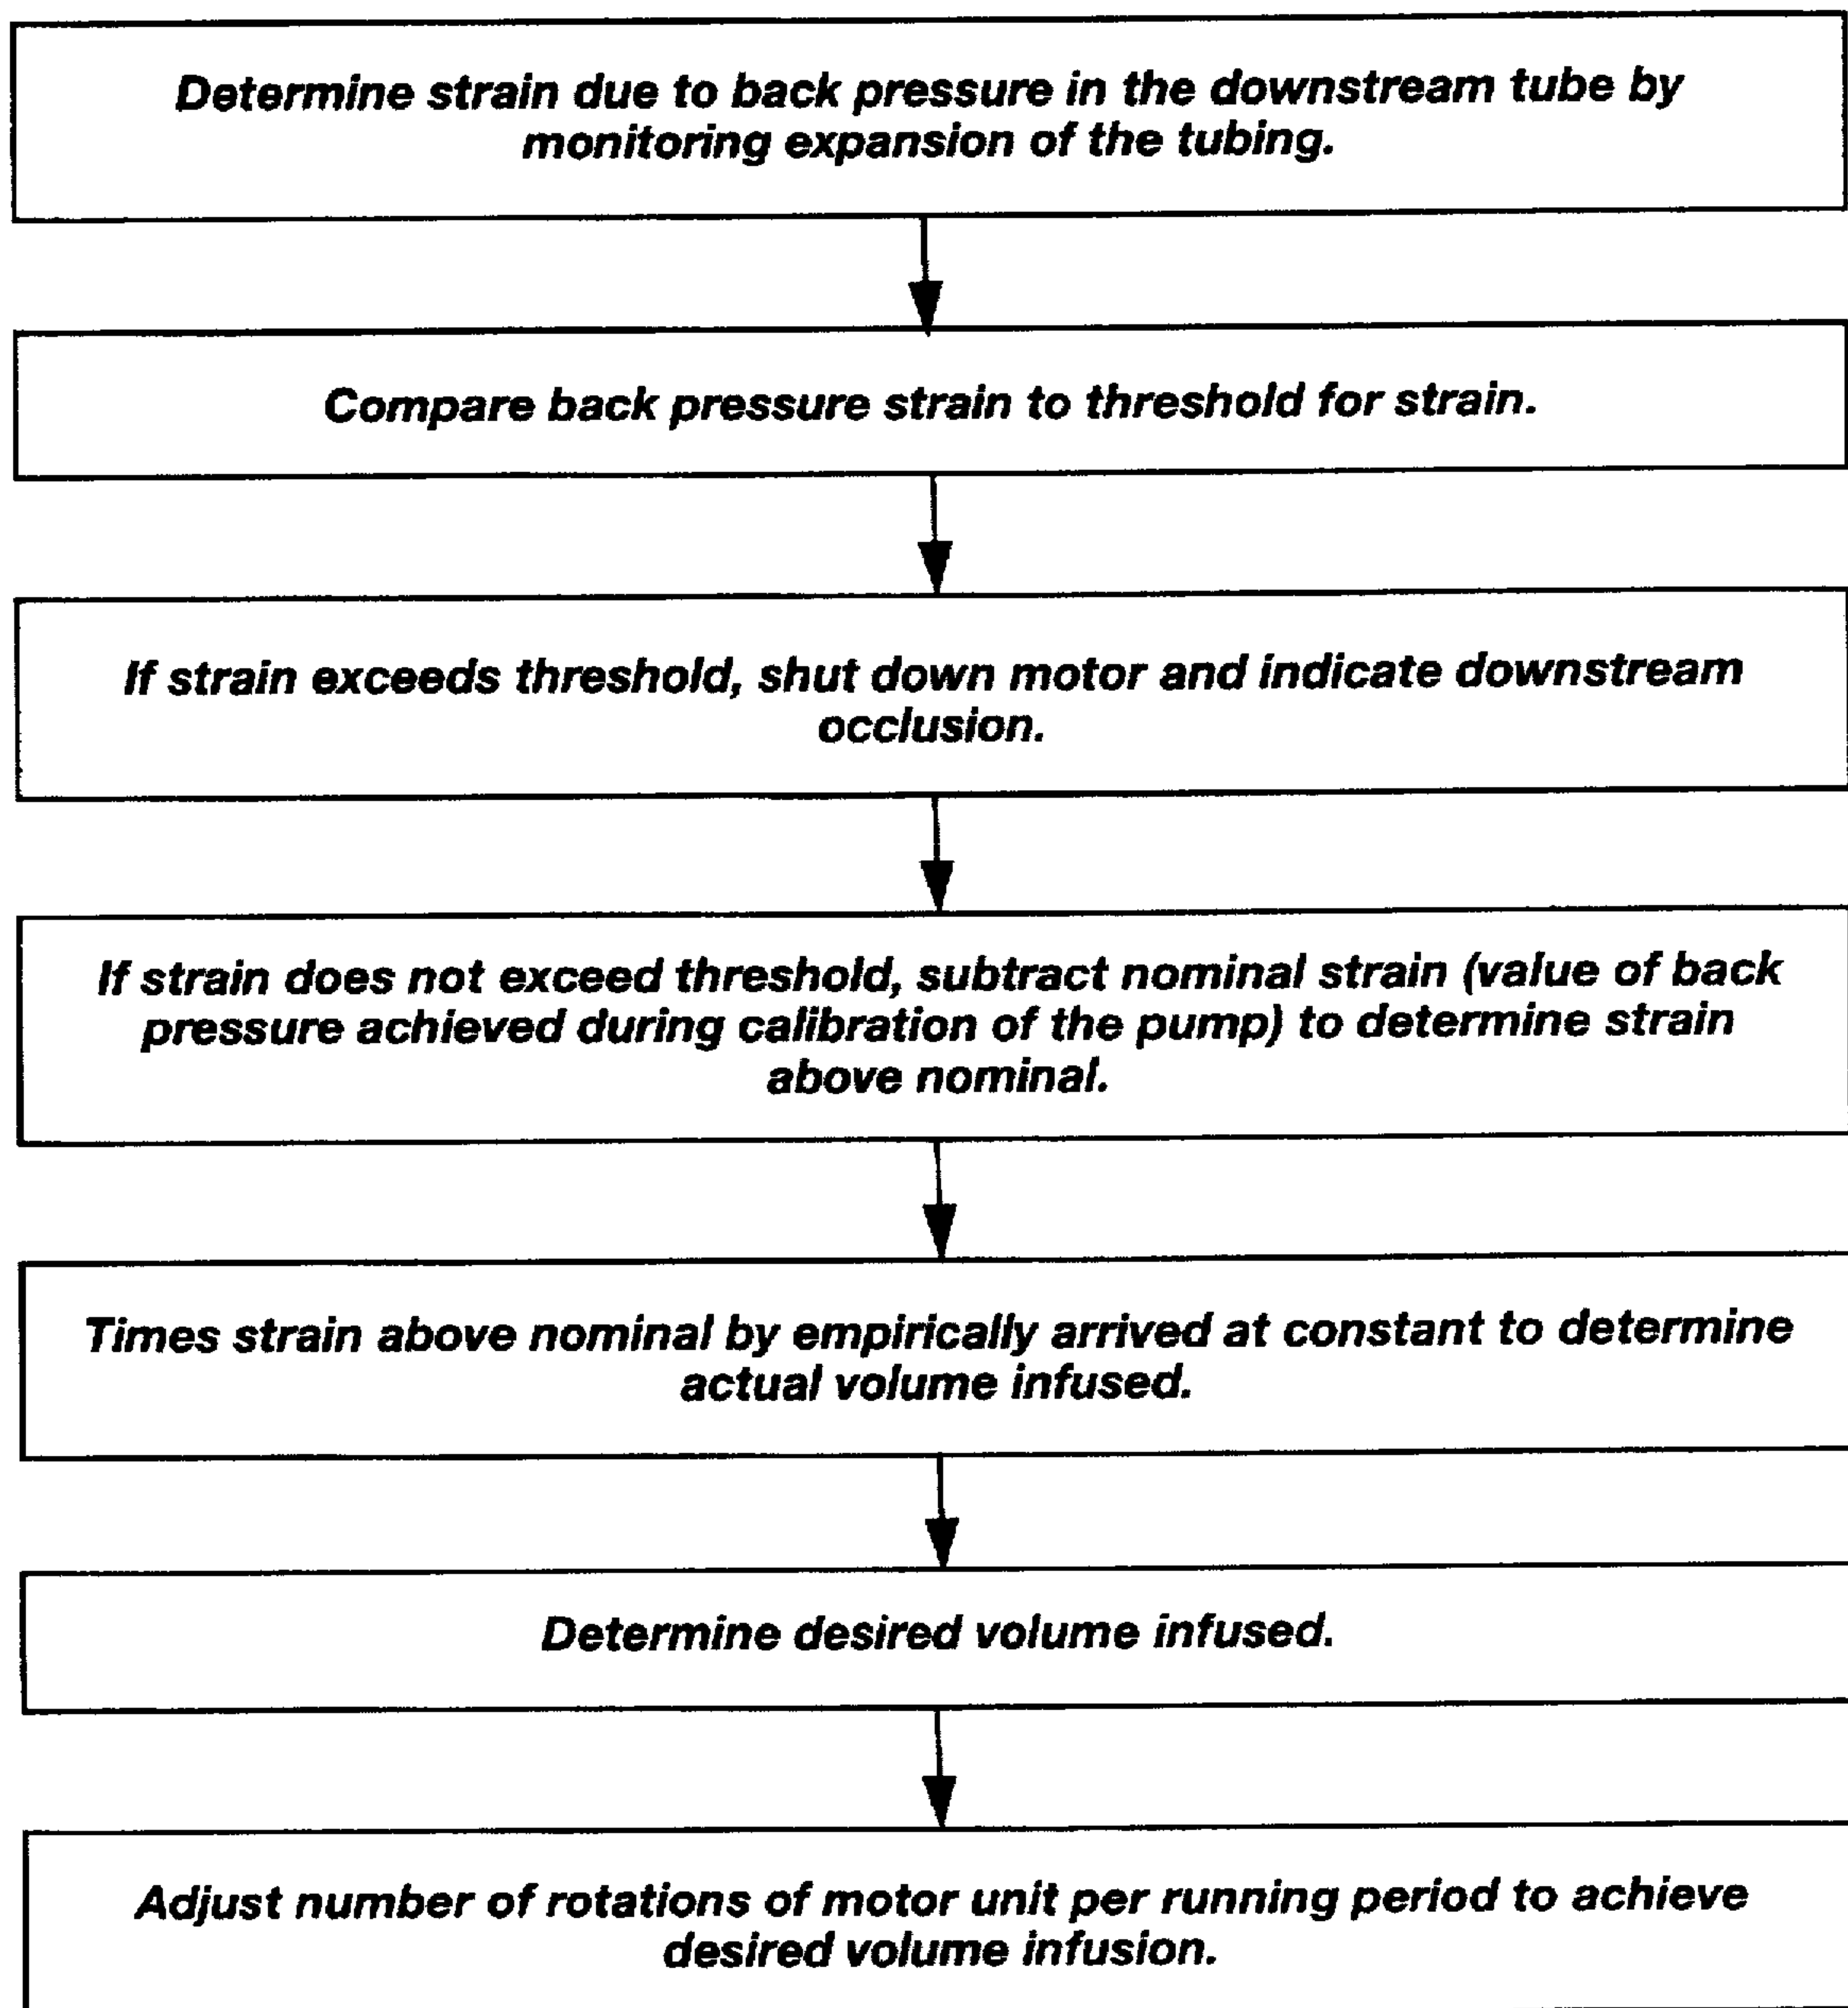 Determine strain due to back pressure in the downstream tube by
monitoring expansion of the tubing.
Compare back pressure strain to threshold for strain.
If strain exceeds threshold, shut down motor and indicate downstream
occlusion.
If strain does not exceed threshold, subtract nominal strain (value of back
pressure achieved during calibration of the pump) to determine strain
above nominal.
Times strain above nominal by empirically arrived at constant to determine
actual volume infused.
Determine desired volume infused.
Adjust number of rotations of motor unit per running period to achieve
desired volume infusion.